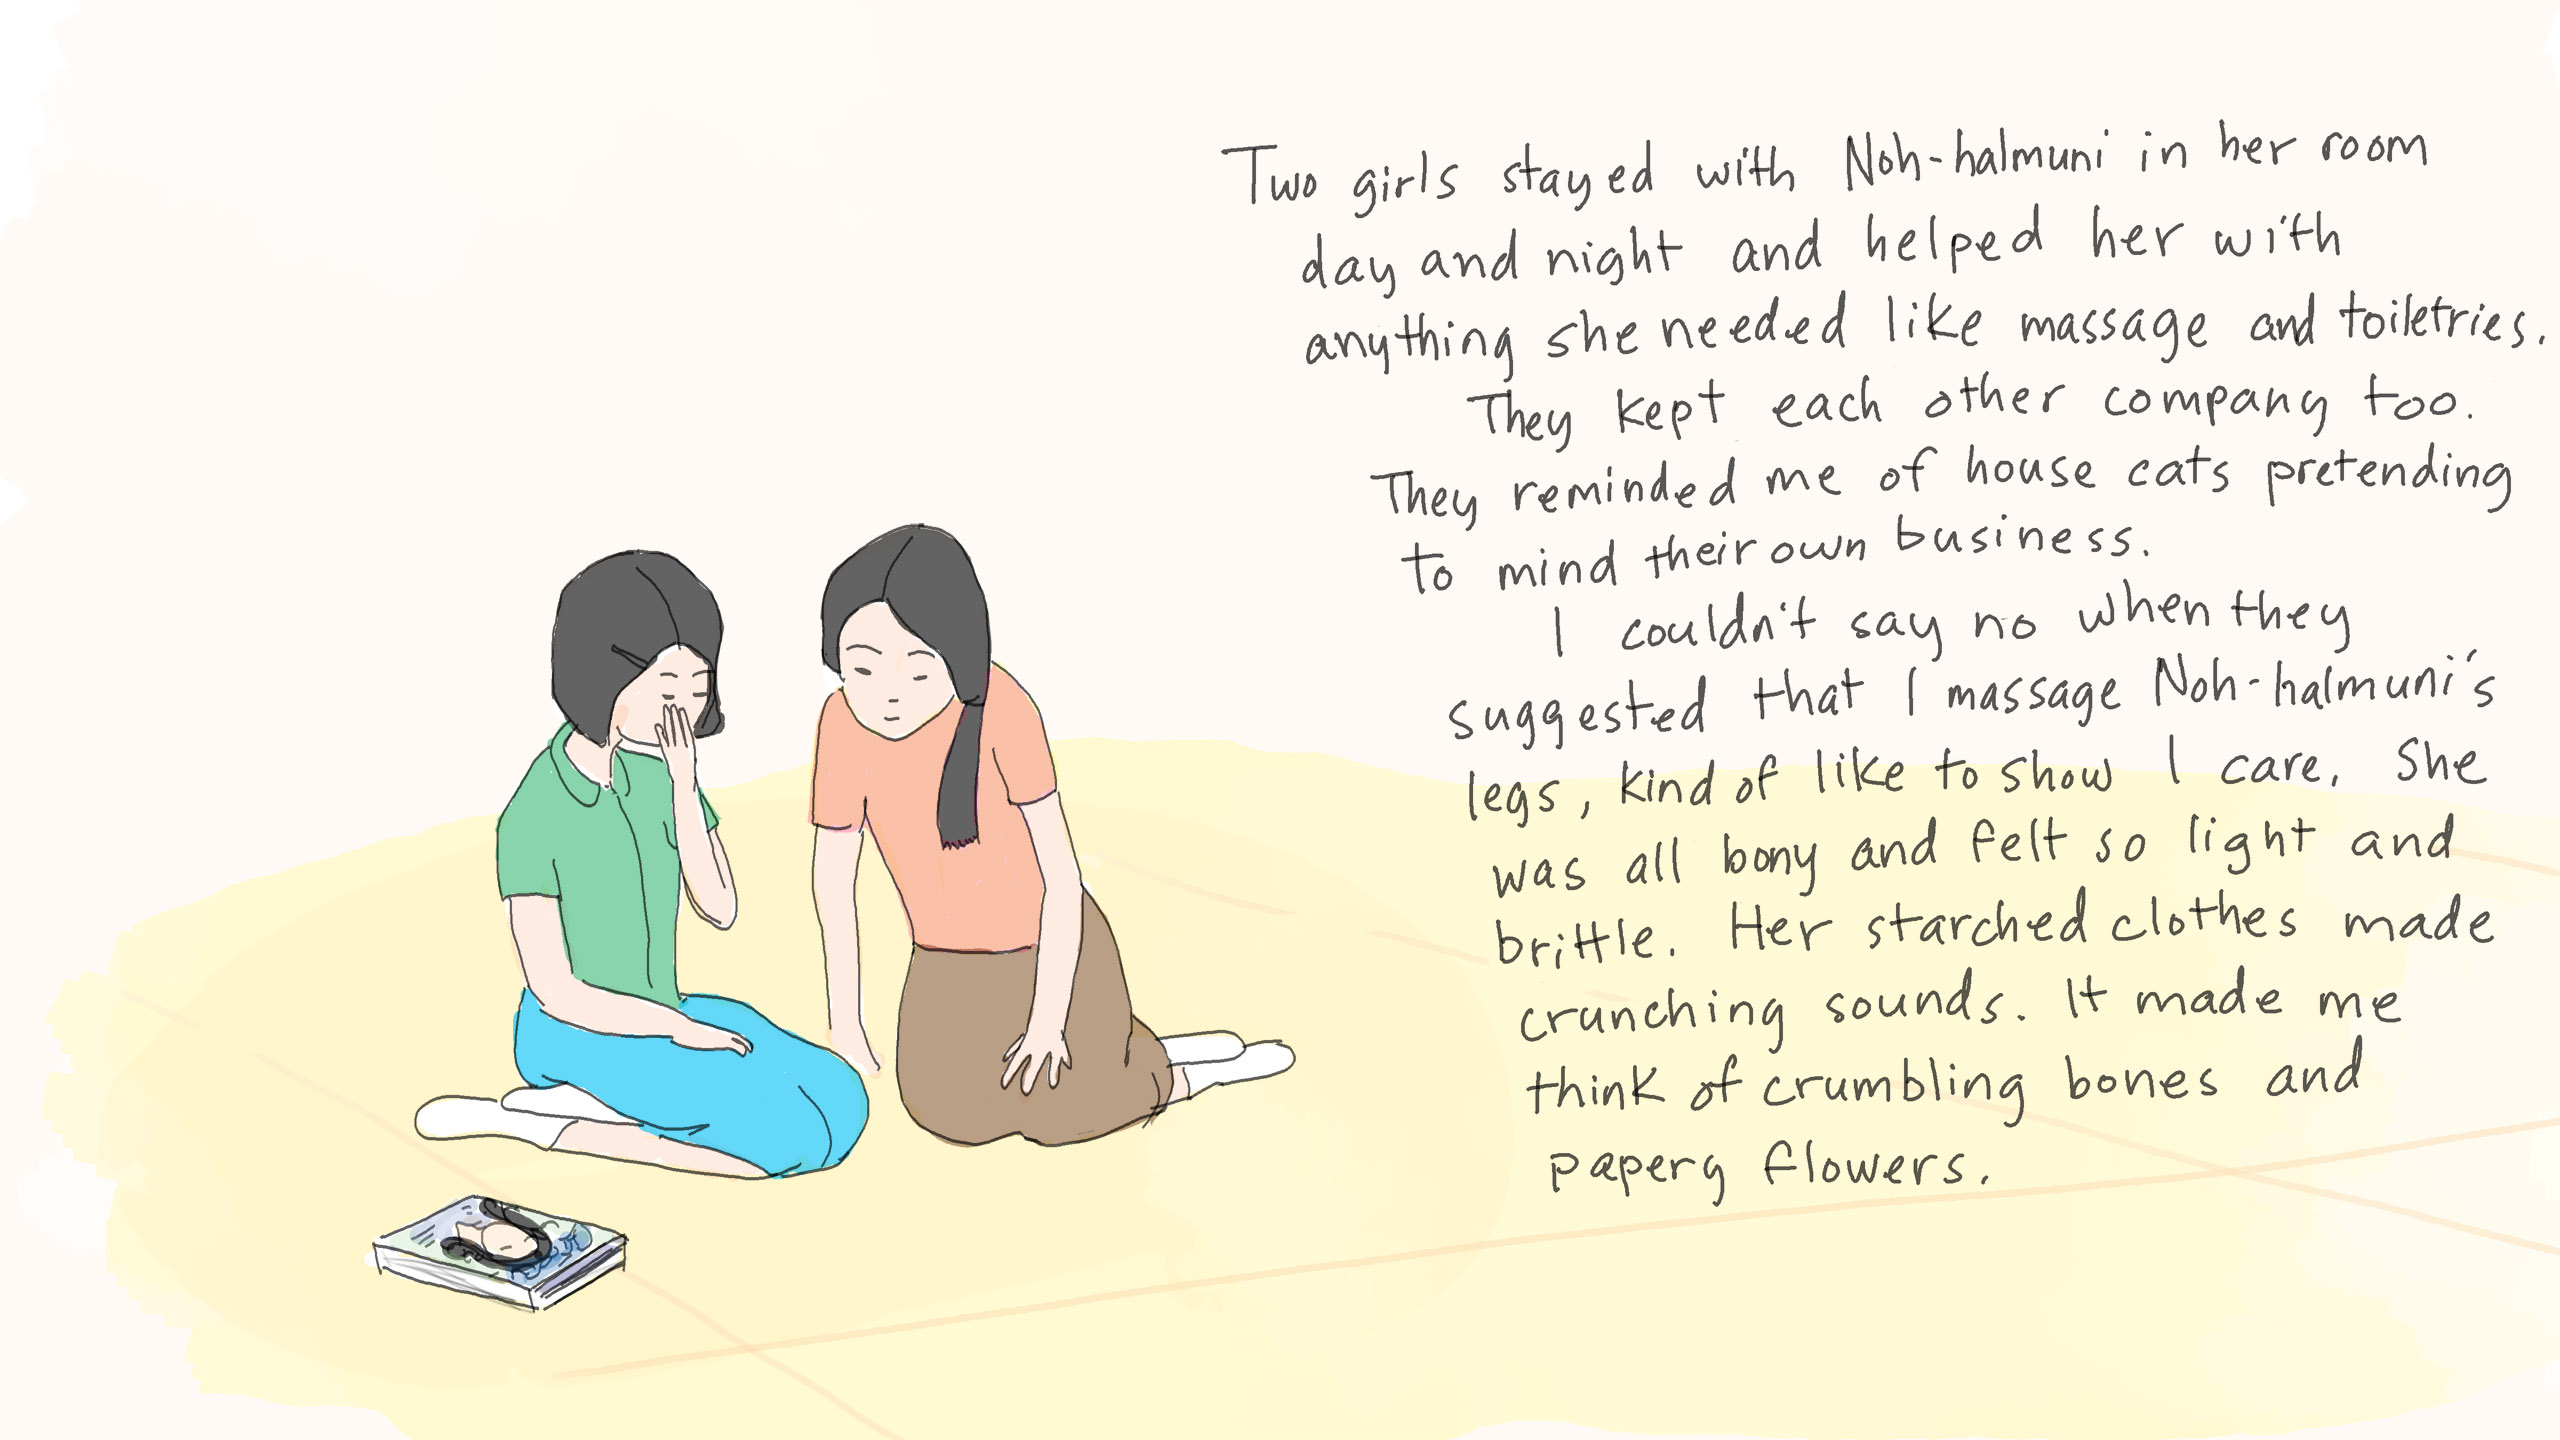 Two girls stayed with Noh-halmuni in her room
day and night and helped her with
anything she needed like massage and toiletries.
They kept each other company too.
They reminded me of house cats pretending
to mind their own business.
I couldn't say no when they
suggested that I massage Noh-halmuni's
legs, kind of like to show I care. She
was all bony and felt so light and
brittle. Her starched clothes made
crunching sounds. It made me
think of crumbling bones and
papery flowers.